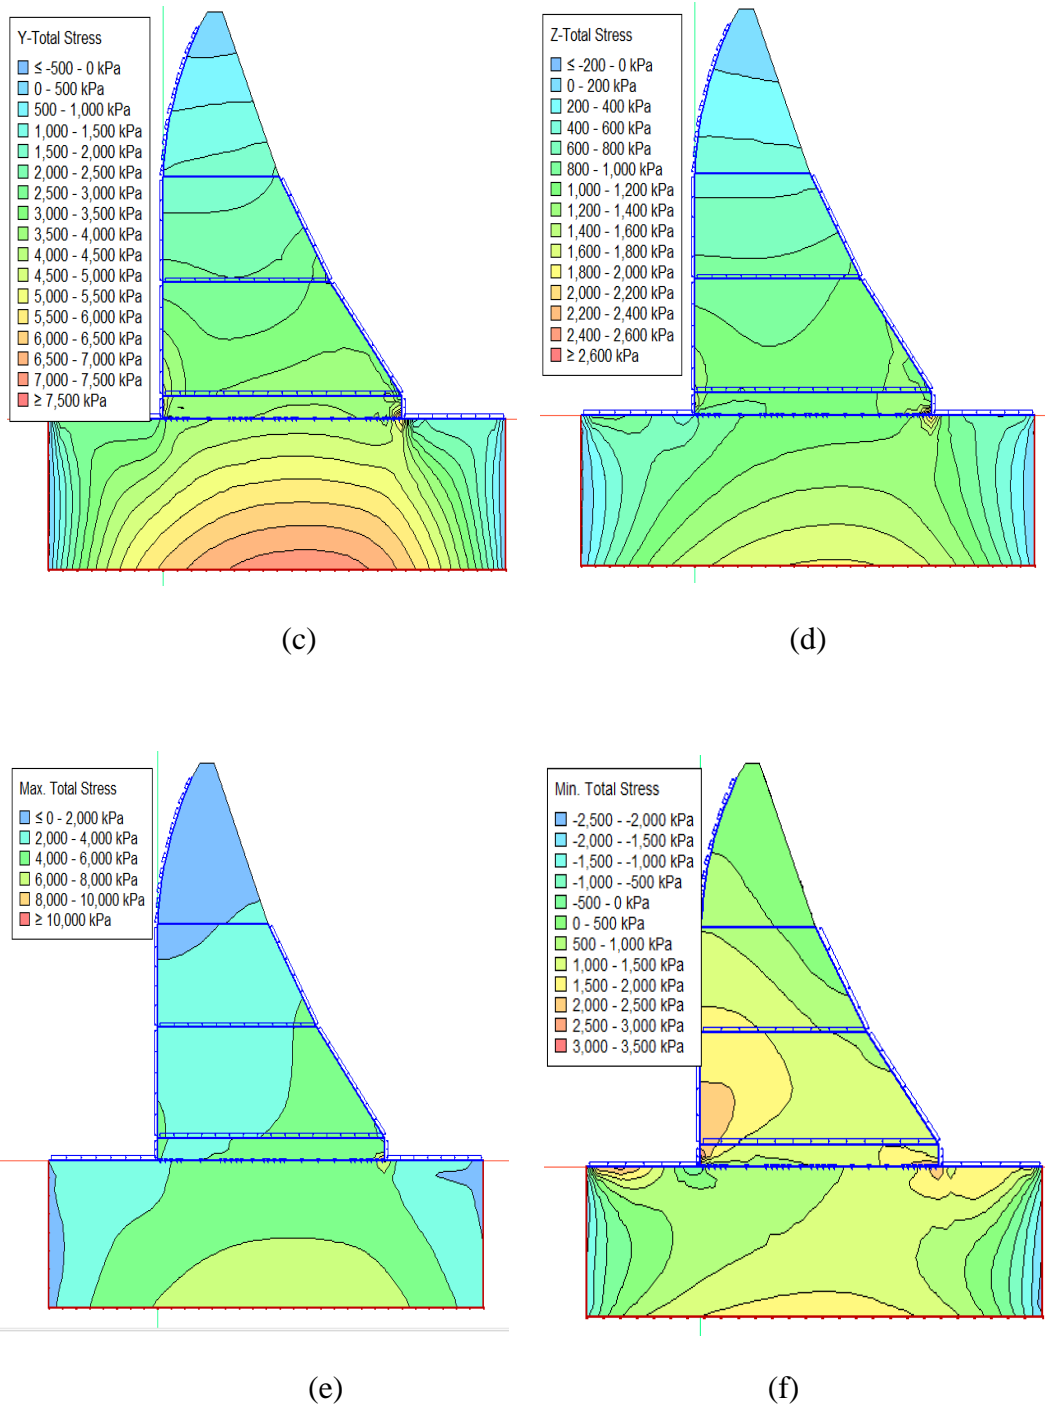 Y-Total Stress
≤ -500 - 0 kPa
0 - 500 kPa
500 - 1,000 kPa
1,000 - 1,500 kPa
1,500 - 2,000 kPa
2,000 - 2,500 kPa
2,500 - 3,000 kPa
3,000 - 3,500 kPa
3,500 - 4,000 kPa
4,000 - 4,500 kPa
4,500 - 5,000 kPa
5,000 - 5,500 kPa
5,500 - 6,000 kPa
6,000 - 6,500 kPa
6,500 - 7,000 kPa
7,000 - 7,500 kPa
≥ 7,500 kPa
(c)
Z-Total Stress
≤ -200 - 0 kPa
0 - 200 kPa
200 - 400 kPa
400 - 600 kPa
600 - 800 kPa
800 - 1,000 kPa
1,000 - 1,200 kPa
1,200 - 1,400 kPa
1,400 - 1,600 kPa
1,600 - 1,800 kPa
1,800 - 2,000 kPa
2,000 - 2,200 kPa
2,200 - 2,400 kPa
2,400 - 2,600 kPa
≥ 2,600 kPa
(d)
Max. Total Stress
≤ 0 - 2,000 kPa
2,000 - 4,000 kPa
4,000 - 6,000 kPa
6,000 - 8,000 kPa
8,000 - 10,000 kPa
≥ 10,000 kPa
(e)
Min. Total Stress
-2,500 - -2,000 kPa
-2,000 - -1,500 kPa
-1,500 - -1,000 kPa
-1,000 - -500 kPa
-500 - 0 kPa
0 - 500 kPa
500 - 1,000 kPa
1,000 - 1,500 kPa
1,500 - 2,000 kPa
2,000 - 2,500 kPa
2,500 - 3,000 kPa
3,000 - 3,500 kPa
(f)